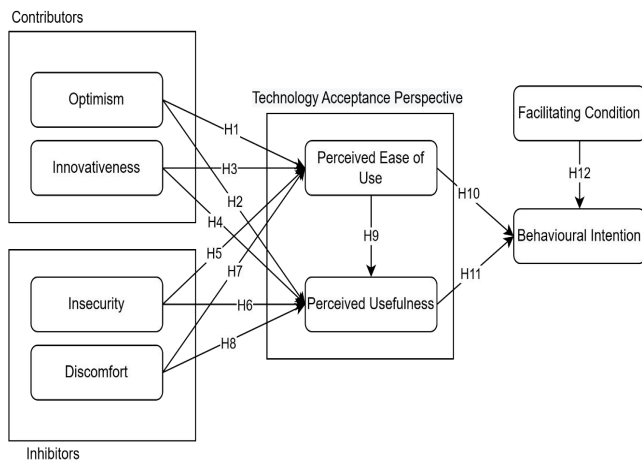 Contributors
Optimism
Innovativeness
Technology Acceptance Perspective
Perceived Ease of
Use
Perceived Usefulness
Facilitating Condition
Behavioural Intention
H1
H3
H2
H4
H5
H7
H6
H8
H9
H10
H11
H12
Insecurity
Discomfort
Inhibitors